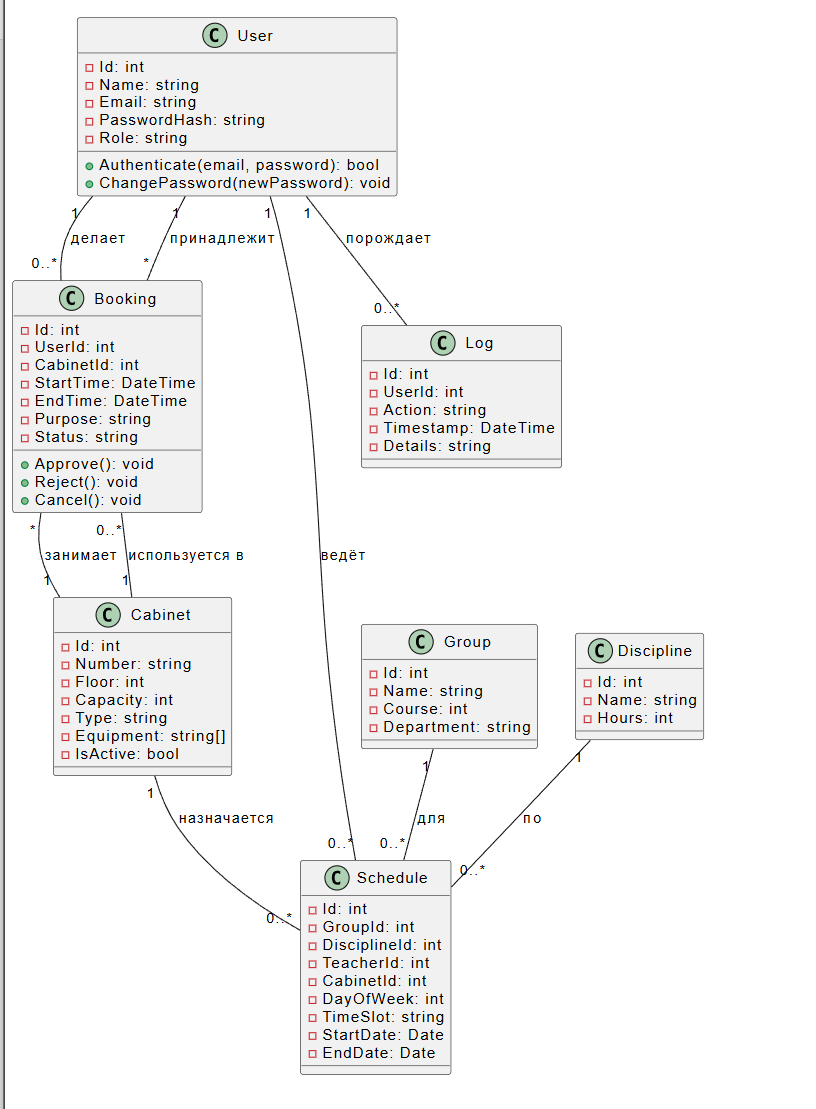 C User
Id: int
Name: string
Email: string
PasswordHash: string
Role: string
Authenticate(email, password): bool
ChangePassword(newPassword): void
1
1
1
1
делает
принадлежит
порождает
0..*
*
0..*
C Booking
Id: int
UserId: int
CabinetId: int
StartTime: DateTime
EndTime: DateTime
Purpose: string
Status: string
Approve(): void
Reject(): void
Cancel(): void
C Log
Id: int
UserId: int
Action: string
Timestamp: DateTime
Details: string
*
0..*
занимает
используется в
ведёт
1
1
C Cabinet
Id: int
Number: string
Floor: int
Capacity: int
Type: string
Equipment: string[]
IsActive: bool
C Group
Id: int
Name: string
Course: int
Department: string
C Discipline
Id: int
Name: string
Hours: int
1
1
1
назначается
для
по
0..*
0..*
0..*
0..*
C Schedule
Id: int
GroupId: int
DisciplineId: int
TeacherId: int
CabinetId: int
DayOfWeek: int
TimeSlot: string
StartDate: Date
EndDate: Date